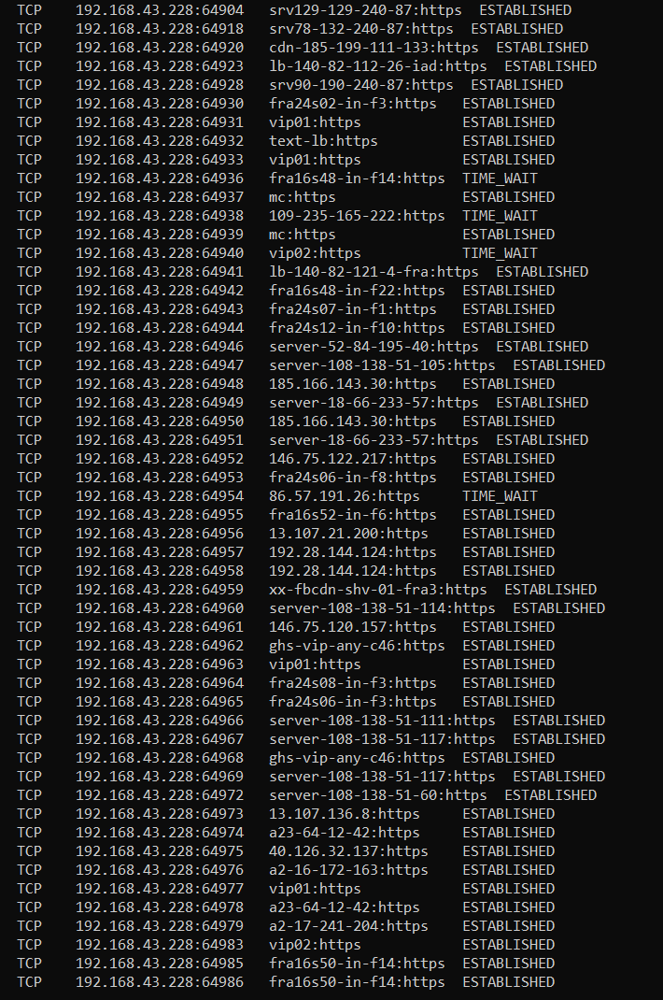 TCP 192.168.43.228:64904 srv129-129-240-87:https ESTABLISHED
TCP 192.168.43.228:64918 srv78-132-240-87:https ESTABLISHED
TCP 192.168.43.228:64920 cdn-185-199-111-133:https ESTABLISHED
TCP 192.168.43.228:64923 lb-140-82-112-26-iad:https ESTABLISHED
TCP 192.168.43.228:64928 srv90-190-240-87:https ESTABLISHED
TCP 192.168.43.228:64930 fra24s02-in-f3:https ESTABLISHED
TCP 192.168.43.228:64931 vip01:https ESTABLISHED
TCP 192.168.43.228:64932 text-lb:https ESTABLISHED
TCP 192.168.43.228:64933 vip01:https ESTABLISHED
TCP 192.168.43.228:64936 fra16s48-in-f14:https TIME_WAIT
TCP 192.168.43.228:64937 mc:https ESTABLISHED
TCP 192.168.43.228:64938 109-235-165-222:https TIME_WAIT
TCP 192.168.43.228:64939 mc:https ESTABLISHED
TCP 192.168.43.228:64940 vip02:https TIME_WAIT
TCP 192.168.43.228:64941 lb-140-82-121-4-fra:https ESTABLISHED
TCP 192.168.43.228:64942 fra16s48-in-f22:https ESTABLISHED
TCP 192.168.43.228:64943 fra24s07-in-f1:https ESTABLISHED
TCP 192.168.43.228:64944 fra24s12-in-f10:https ESTABLISHED
TCP 192.168.43.228:64946 server-52-84-195-40:https ESTABLISHED
TCP 192.168.43.228:64947 server-108-138-51-105:https ESTABLISHED
TCP 192.168.43.228:64948 185.166.143.30:https ESTABLISHED
TCP 192.168.43.228:64949 server-18-66-233-57:https ESTABLISHED
TCP 192.168.43.228:64950 185.166.143.30:https ESTABLISHED
TCP 192.168.43.228:64951 server-18-66-233-57:https ESTABLISHED
TCP 192.168.43.228:64952 146.75.122.217:https ESTABLISHED
TCP 192.168.43.228:64953 fra24s06-in-f8:https ESTABLISHED
TCP 192.168.43.228:64954 86.57.191.26:https TIME_WAIT
TCP 192.168.43.228:64955 fra16s52-in-f6:https ESTABLISHED
TCP 192.168.43.228:64956 13.107.21.200:https ESTABLISHED
TCP 192.168.43.228:64957 192.28.144.124:https ESTABLISHED
TCP 192.168.43.228:64958 192.28.144.124:https ESTABLISHED
TCP 192.168.43.228:64959 xx-fbcdn-shv-01-fra3:https ESTABLISHED
TCP 192.168.43.228:64960 server-108-138-51-114:https ESTABLISHED
TCP 192.168.43.228:64961 146.75.120.157:https ESTABLISHED
TCP 192.168.43.228:64962 ghs-vip-any-c46:https ESTABLISHED
TCP 192.168.43.228:64963 vip01:https ESTABLISHED
TCP 192.168.43.228:64964 fra24s08-in-f3:https ESTABLISHED
TCP 192.168.43.228:64965 fra24s06-in-f3:https ESTABLISHED
TCP 192.168.43.228:64966 server-108-138-51-111:https ESTABLISHED
TCP 192.168.43.228:64967 server-108-138-51-117:https ESTABLISHED
TCP 192.168.43.228:64968 ghs-vip-any-c46:https ESTABLISHED
TCP 192.168.43.228:64969 server-108-138-51-117:https ESTABLISHED
TCP 192.168.43.228:64972 server-108-138-51-60:https ESTABLISHED
TCP 192.168.43.228:64973 13.107.136.8:https ESTABLISHED
TCP 192.168.43.228:64974 a23-64-12-42:https ESTABLISHED
TCP 192.168.43.228:64975 40.126.32.137:https ESTABLISHED
TCP 192.168.43.228:64976 a2-16-172-163:https ESTABLISHED
TCP 192.168.43.228:64977 vip01:https ESTABLISHED
TCP 192.168.43.228:64978 a23-64-12-42:https ESTABLISHED
TCP 192.168.43.228:64979 a2-17-241-204:https ESTABLISHED
TCP 192.168.43.228:64983 vip02:https ESTABLISHED
TCP 192.168.43.228:64985 fra16s50-in-f14:https ESTABLISHED
TCP 192.168.43.228:64986 fra16s50-in-f14:https ESTABLISHED